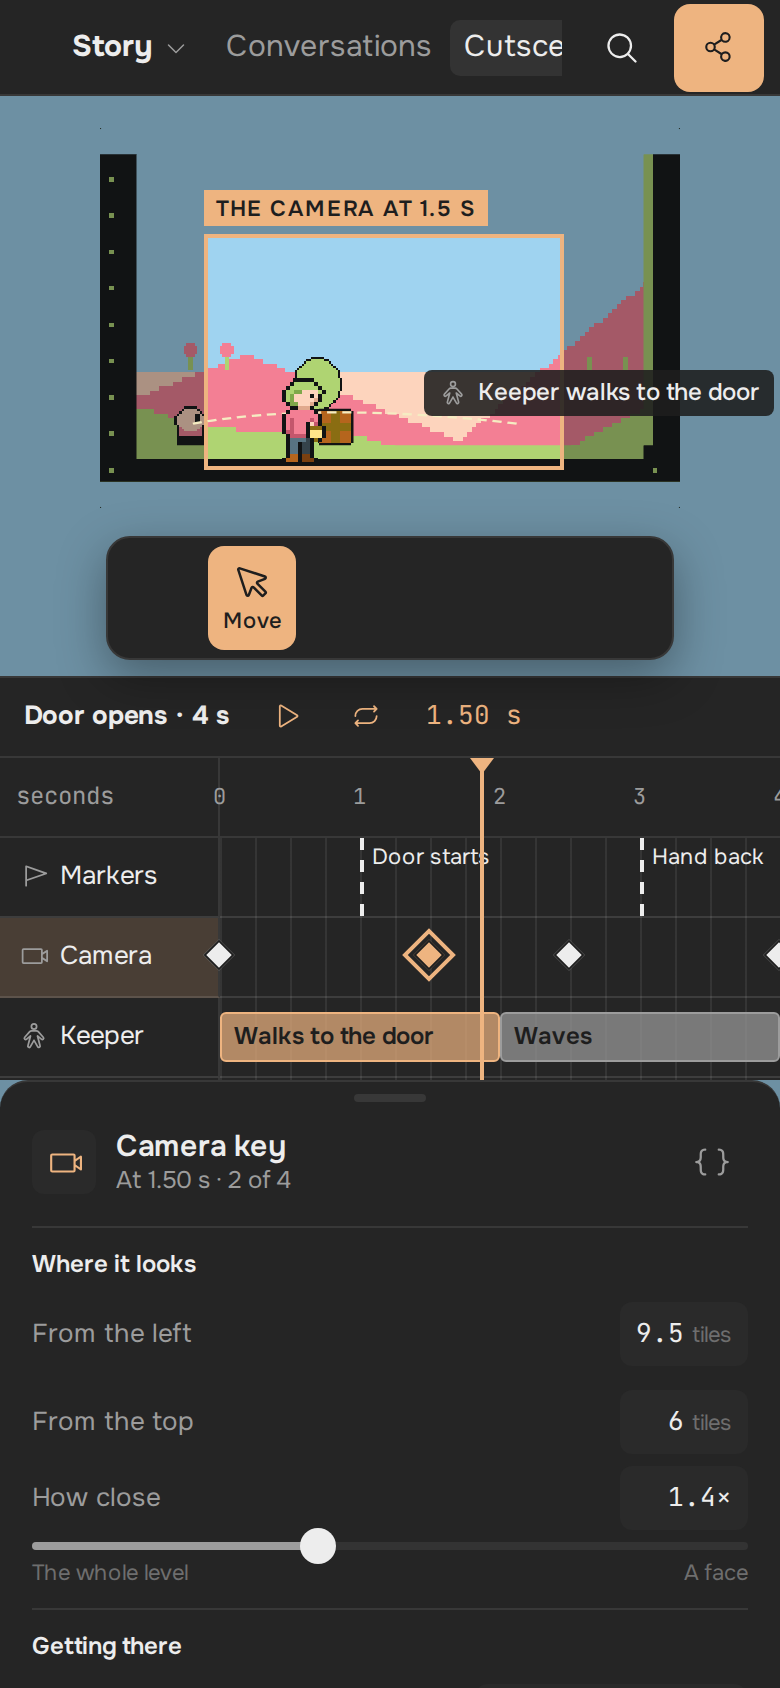 Story
Conversations
Cutsce
THE CAMERA AT 1.5 S
Keeper walks to the door
Move
Door opens · 4 s
1.50 s
seconds
0 1 2 3 4
Markers
Door starts
Hand back
Camera
Keeper
Walks to the door
Waves
Camera key
At 1.50 s · 2 of 4
{ }
Where it looks
From the left
9.5 tiles
From the top
6 tiles
How close
1.4×
The whole level
A face
Getting there